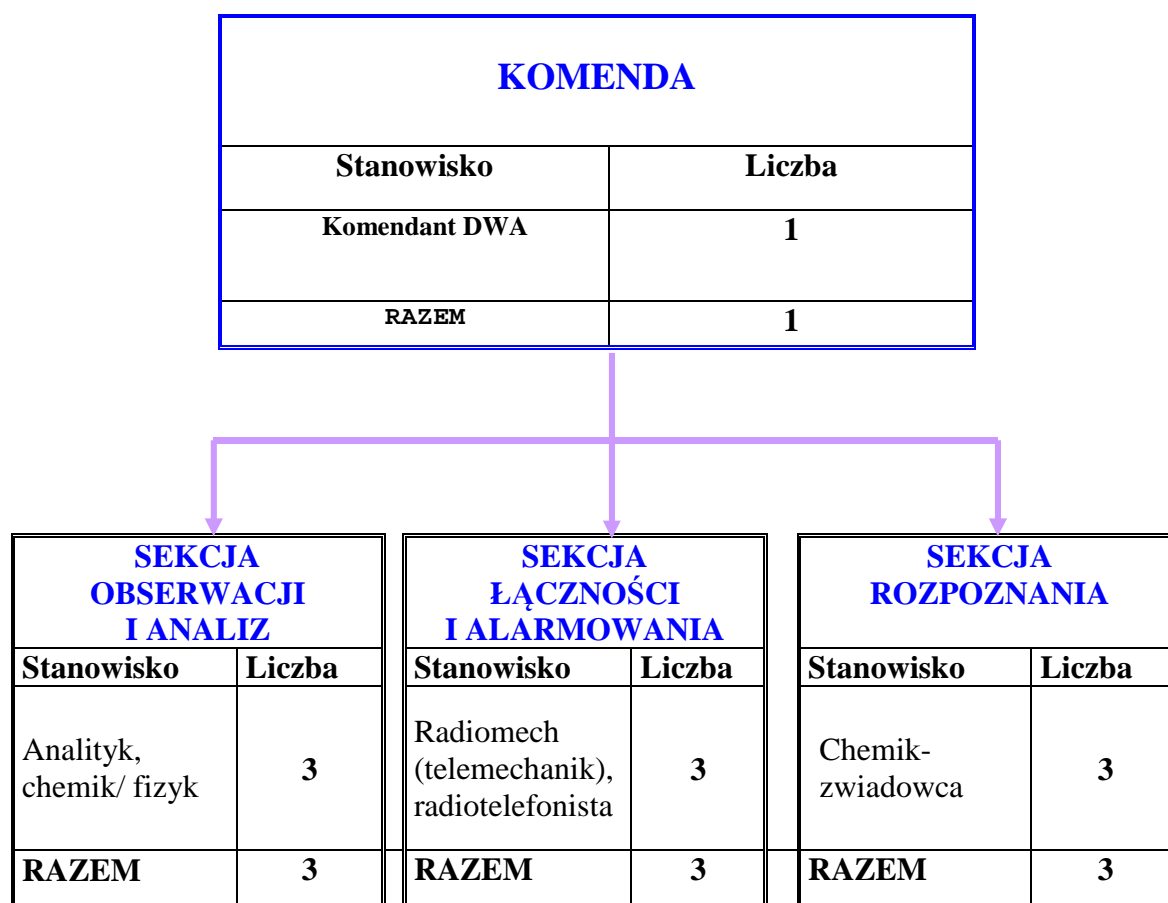 KOMENDA
Stanowisko Liczba
Komendant DWA 1
RAZEM 1
SEKCJA
OBSERWACJI
I ANALIZ
Stanowisko Liczba
Analityk,
chemik/ fizyk 3
RAZEM 3
SEKCJA
ŁĄCZNOŚCI
I ALARMOWANIA
Stanowisko Liczba
Radiomech
(telemechanik), 3
radiotelefonista
RAZEM 3
SEKCJA
ROZPOZNANIA
Stanowisko Liczba
Chemik-
zwiadowca 3
RAZEM 3